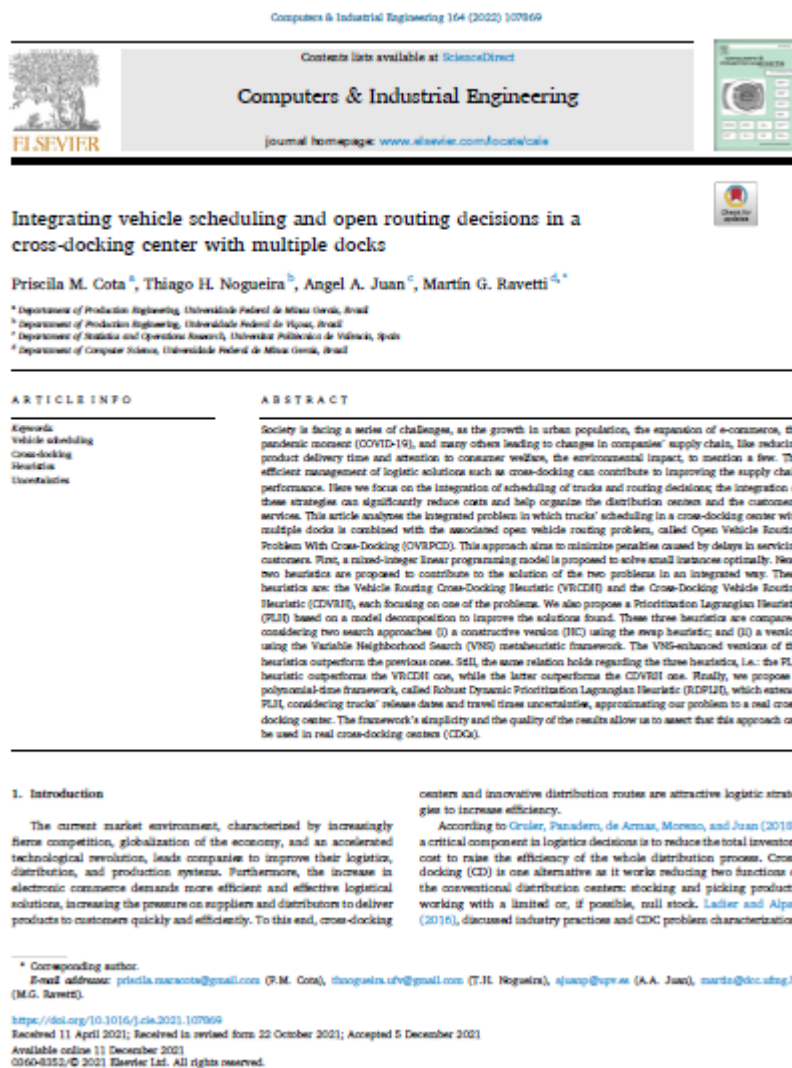 Computers & Industrial Engineering 164 (2022) 107869
Contents lists available at ScienceDirect
Computers & Industrial Engineering
journal homepage: www.elsevier.com/locate/caie
ELSEVIER
Check for
updates
Integrating vehicle scheduling and open routing decisions in a
cross-docking center with multiple docks
Priscila M. Cota a, Thiago H. Nogueira b, Angel A. Juan c, Martín G. Ravetti d,*
a Department of Production Engineering, Universidade Federal de Minas Gerais, Brazil
b Department of Production Engineering, Universidade Federal de Viçosa, Brazil
c Department of Statistics and Operations Research, Universitat Politècnica de València, Spain
d Department of Computer Science, Universidade Federal de Minas Gerais, Brazil
ARTICLE INFO
Keywords:
Vehicle scheduling
Cross-docking
Heuristics
Uncertainties
ABSTRACT
Society is facing a series of challenges, as the growth in urban population, the expansion of e-commerce, th
pandemic moment (COVID-19), and many others leading to changes in companies' supply chain, like reducin
product delivery time and attention to consumer welfare, the environmental impact, to mention a few. Th
efficient management of logistic solutions such as cross-docking can contribute to improving the supply chai
performance. Here we focus on the integration of scheduling of trucks and routing decisions; the integration o
these strategies can significantly reduce costs and help organize the distribution centers and the customer
services. This article analyzes the integrated problem in which trucks' scheduling in a cross-docking center wit
multiple docks is combined with the associated open vehicle routing problem, called Open Vehicle Routin
Problem With Cross-Docking (OVRPCD). This approach aims to minimize penalties caused by delays in servicin
customers. First, a mixed-integer linear programming model is proposed to solve small instances optimally. Nex
two heuristics are proposed to contribute to the solution of the two problems in an integrated way. Thes
heuristics are: the Vehicle Routing Cross-Docking Heuristic (VRCDH) and the Cross-Docking Vehicle Routin
Heuristic (CDVRH), each focusing on one of the problems. We also propose a Prioritization Lagrangian Heuristi
(PLH) based on a model decomposition to improve the solutions found. These three heuristics are compare
considering two search approaches (i) a constructive version (HC) using the swap heuristic; and (ii) a versio
using the Variable Neighborhood Search (VNS) metaheuristic framework. The VNS-enhanced versions of th
heuristics outperform the previous ones. Still, the same relation holds regarding the three heuristics, i.e.: the PL
heuristic outperforms the VRCDH one, while the latter outperforms the CDVRH one. Finally, we propose
polynomial-time framework, called Robust Dynamic Prioritization Lagrangian Heuristic (RDPLH), which exten
PLH, considering trucks' release dates and travel times uncertainties, approximating our problem to a real cros
docking center. The framework's simplicity and the quality of the results allow us to assert that this approach ca
be used in real cross-docking centers (CDCs).
1. Introduction
The current market environment, characterized by increasingly
fierce competition, globalization of the economy, and an accelerated
technological revolution, leads companies to improve their logistics,
distribution, and production systems. Furthermore, the increase in
electronic commerce demands more efficient and effective logistical
solutions, increasing the pressure on suppliers and distributors to deliver
products to customers quickly and efficiently. To this end, cross-docking
centers and innovative distribution routes are attractive logistic strate
gies to increase efficiency.
According to Gruler, Panadero, de Armas, Moreno, and Juan (2018
a critical component in logistics decisions is to reduce the total inventor
cost to raise the efficiency of the whole distribution process. Cros
docking (CD) is one alternative as it works reducing two functions o
the conventional distribution centers: stocking and picking product
working with a limited or, if possible, null stock. Ladier and Alpa
(2016), discussed industry practices and CDC problem characterization
* Corresponding author.
E-mail addresses: priscila.maracota@gmail.com (P.M. Cota), thnogueira.ufv@gmail.com (T.H. Nogueira), ajuanp@upv.es (A.A. Juan), martin@dcc.ufmg.b
(M.G. Ravetti).
https://doi.org/10.1016/j.cie.2021.107869
Received 11 April 2021; Received in revised form 22 October 2021; Accepted 5 December 2021
Available online 11 December 2021
0360-8352/© 2021 Elsevier Ltd. All rights reserved.